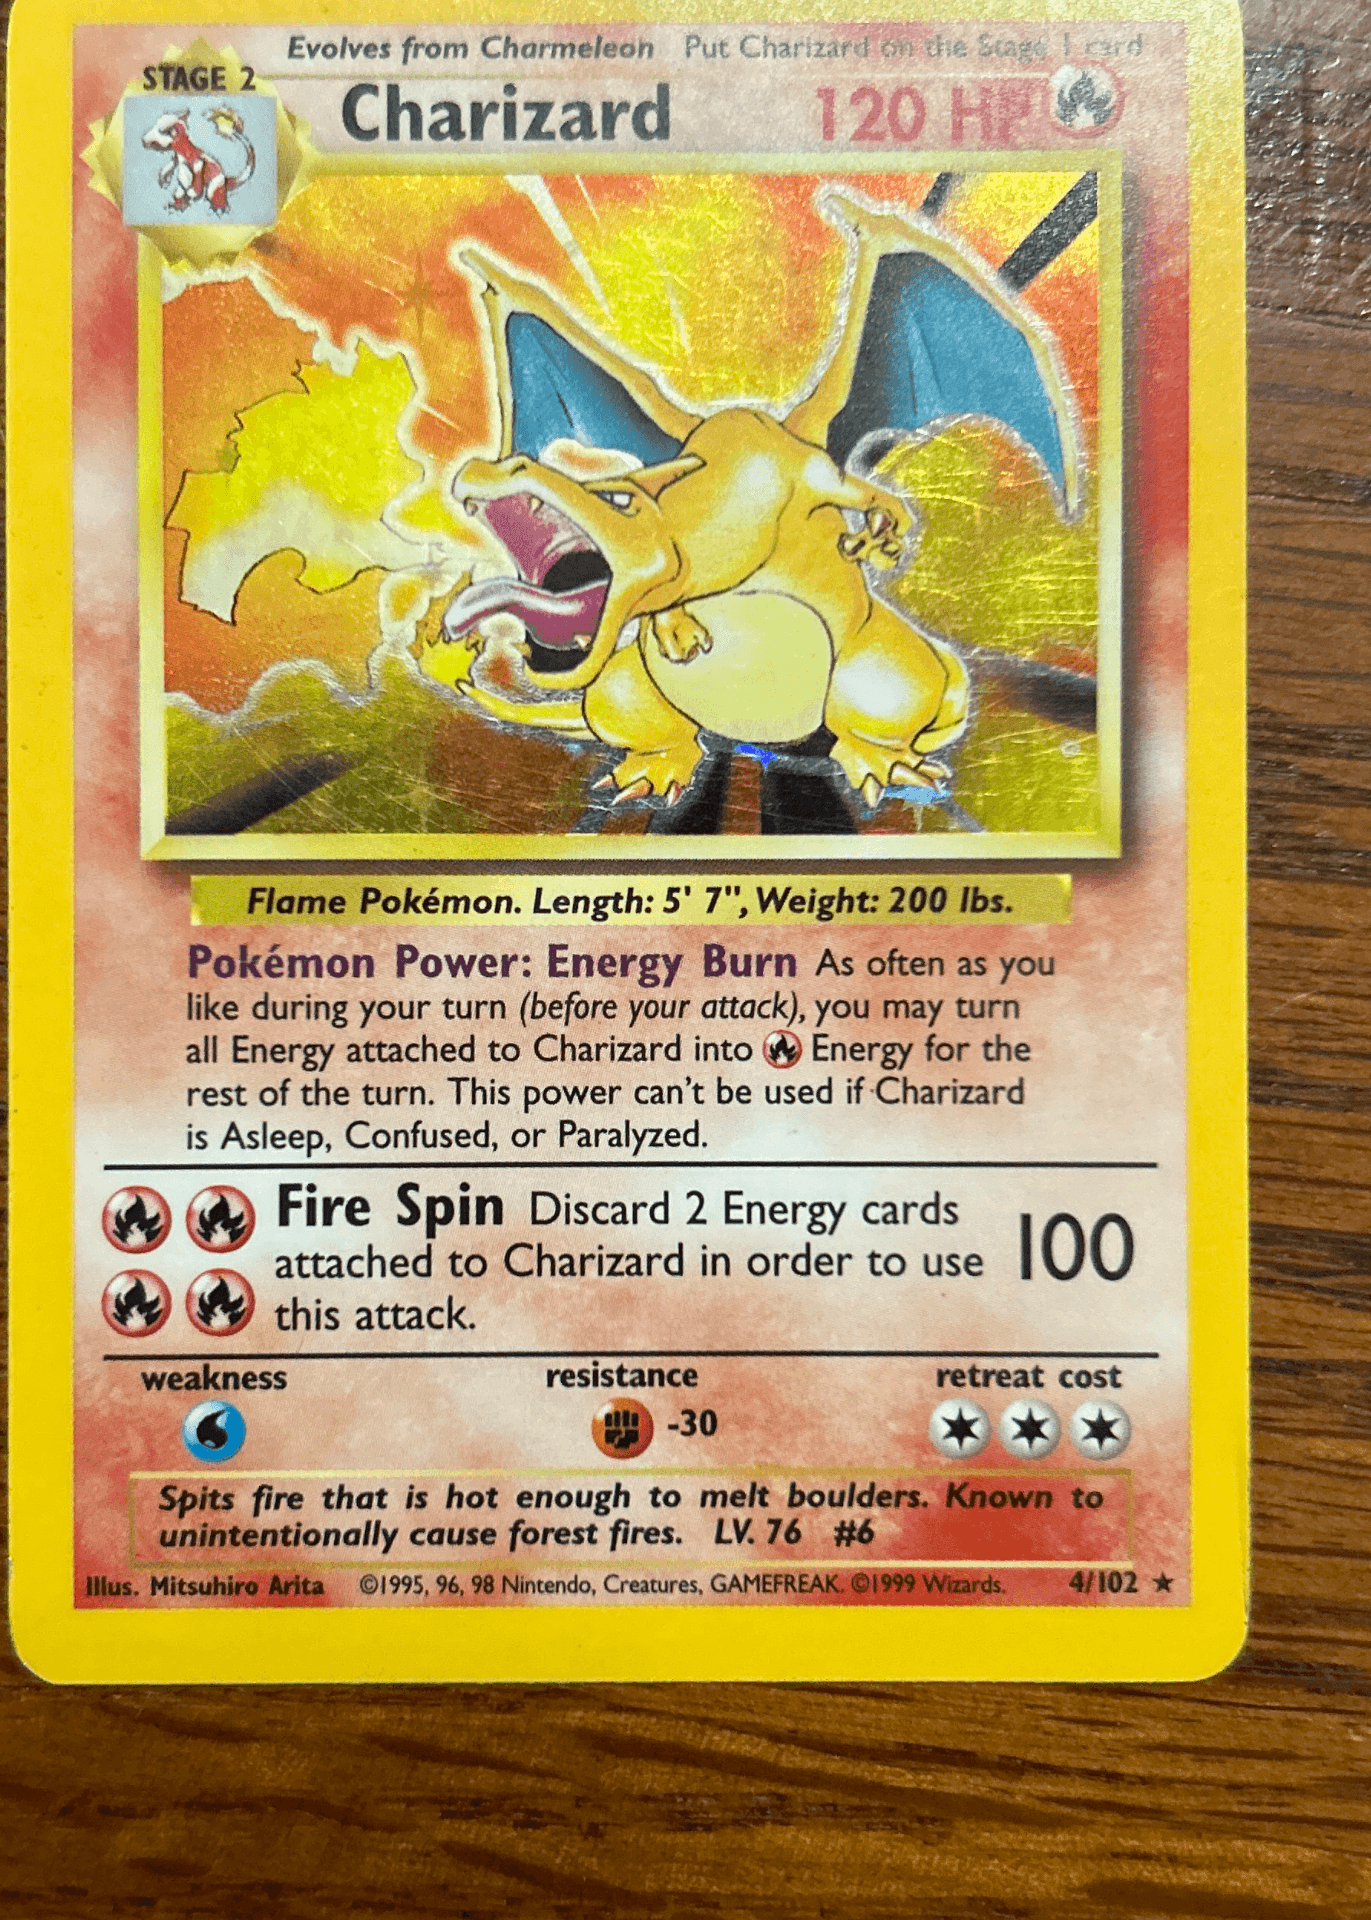 Evolves from Charmeleon Put Charizard on the Stage 1 card
STAGE 2
Charizard 120 HP
Flame Pokémon. Length: 5' 7", Weight: 200 lbs.
Pokémon Power: Energy Burn As often as you
like during your turn (before your attack), you may turn
all Energy attached to Charizard into Energy for the
rest of the turn. This power can't be used if Charizard
is Asleep, Confused, or Paralyzed.
Fire Spin Discard 2 Energy cards
attached to Charizard in order to use
this attack.
100
weakness resistance retreat cost
-30
Spits fire that is hot enough to melt boulders. Known to
unintentionally cause forest fires. LV. 76 #6
Illus. Mitsuhiro Arita ©1995, 96, 98 Nintendo, Creatures, GAMEFREAK. ©1999 Wizards. 4/102 ★